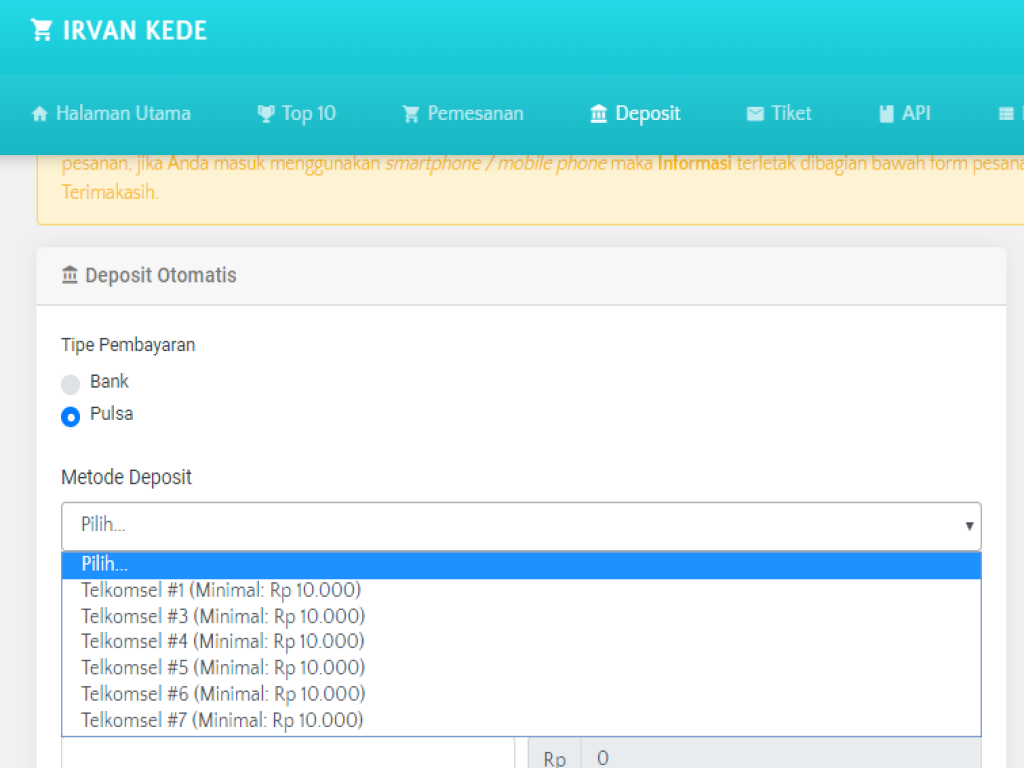 IRVAN KEDE
Halaman Utama Top 10 Pemesanan Deposit Tiket API
pesanan, jika Anda masuk menggunakan smartphone / mobile phone maka Informasi terletak dibagian bawah form
Terimakasih.
Deposit Otomatis
Tipe Pembayaran
Bank
Pulsa
Metode Deposit
Pilih...
Pilih...
Telkomsel #1 (Minimal: Rp 10.000)
Telkomsel #3 (Minimal: Rp 10.000)
Telkomsel #4 (Minimal: Rp 10.000)
Telkomsel #5 (Minimal: Rp 10.000)
Telkomsel #6 (Minimal: Rp 10.000)
Telkomsel #7 (Minimal: Rp 10.000)
Rp 0